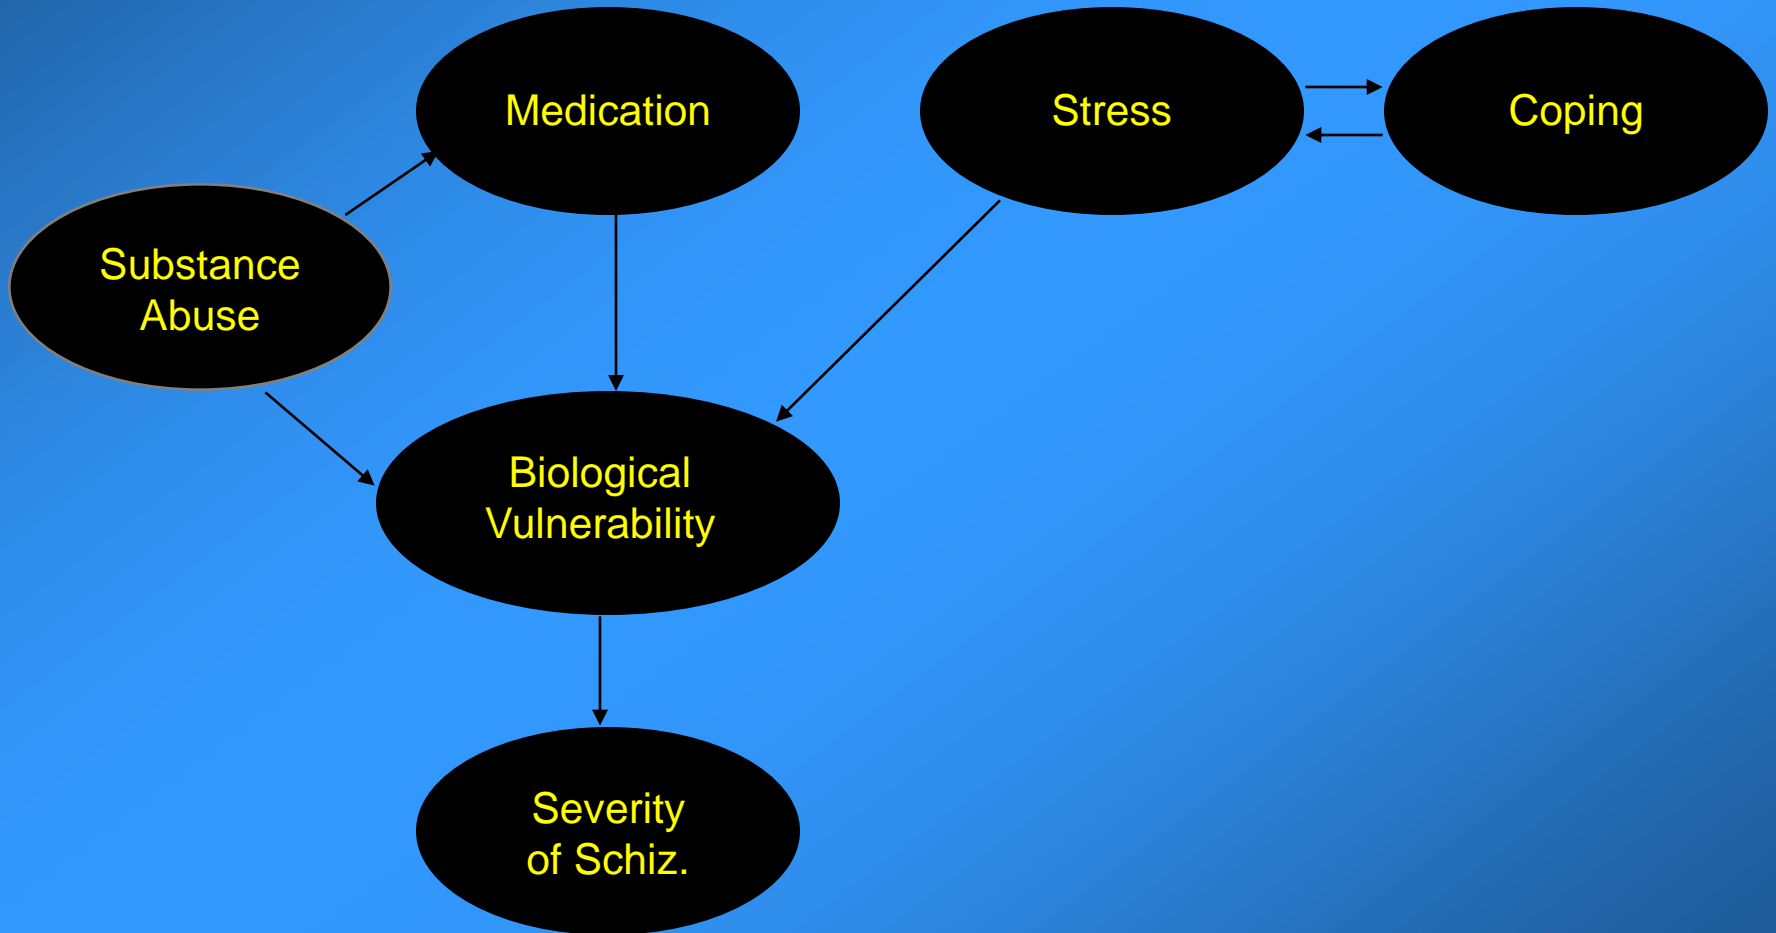 Medication
Stress
Coping
Substance
Abuse
Biological
Vulnerability
Severity
of Schiz.